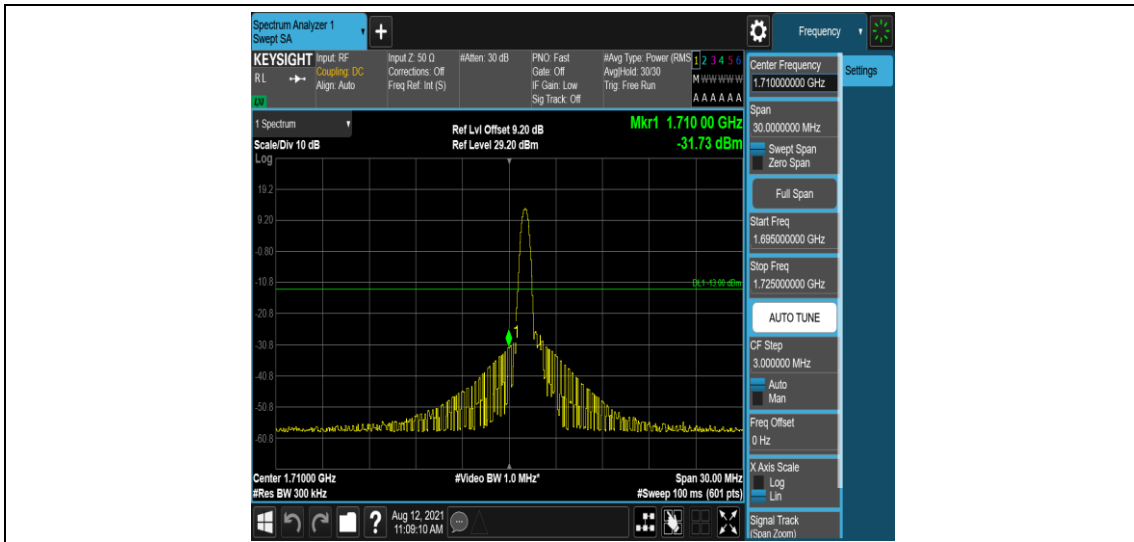 Spectrum Analyzer 1
Swept SA
Frequency
KEYSIGHT
RL
LM
Input: RF
Coupling: DC
Align: Auto
Input Z: 50 Ω
Corrections: Off
Freq Ref: Int (S)
#Atten: 30 dB
PNO: Fast
Gate: Off
IF Gain: Low
Sig Track: Off
#Avg Type: Power (RMS
Avg|Hold: 30/30
Trig: Free Run
1 2 3 4 5 6
M W W W W W
A A A A A A
1 Spectrum
Scale/Div 10 dB
Ref Lvl Offset 9.20 dB
Ref Level 29.20 dBm
Mkr1 1.710 00 GHz
-31.73 dBm
Log
19.2
9.20
-0.80
-10.8
DL1 -13.00 dBm
-20.8
1
-30.8
-40.8
-50.8
-60.8
Center 1.71000 GHz
#Res BW 300 kHz
#Video BW 1.0 MHz*
Span 30.00 MHz
#Sweep 100 ms (601 pts)
Aug 12, 2021
11:09:10 AM
Center Frequency
1.710000000 GHz
Settings
Span
30.0000000 MHz
Swept Span
Zero Span
Full Span
Start Freq
1.695000000 GHz
Stop Freq
1.725000000 GHz
AUTO TUNE
CF Step
3.000000 MHz
Auto
Man
Freq Offset
0 Hz
X Axis Scale
Log
Lin
Signal Track
(Span Zoom)